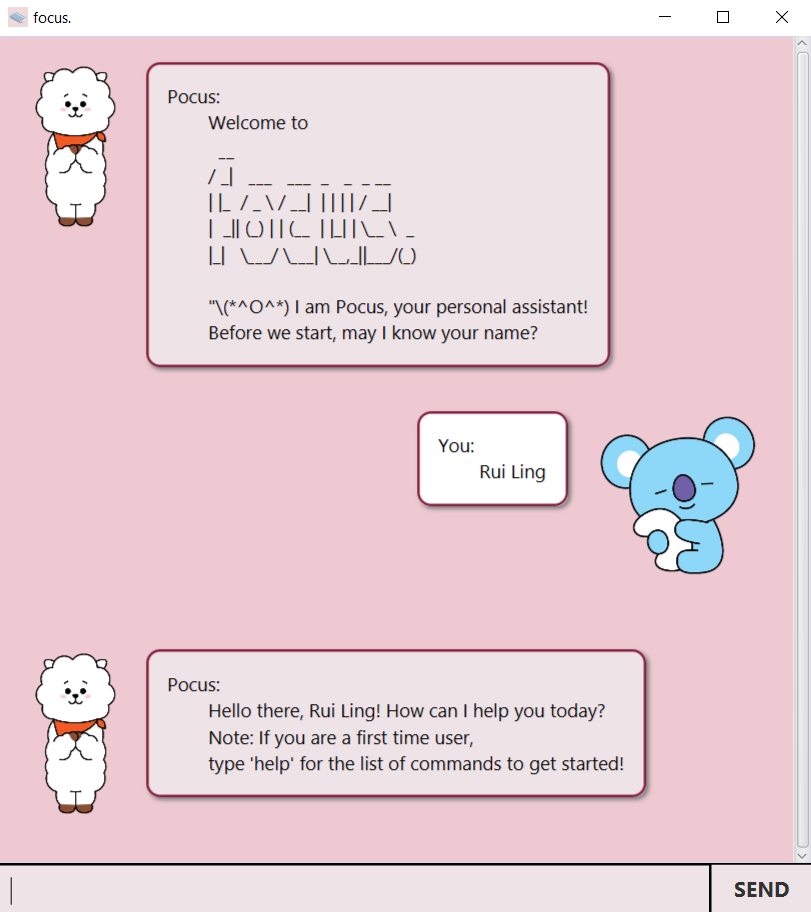 focus.
Pocus:
Welcome to
  __
/ _|   ___   ___  _   _  _ __
| |_  / _ \ / __|  | | | | / __|
|  _|| (_) | | (__  | |_| | \__ \  _
|_|   \___/ \___| \__,_||___/(_)
"\(*^O^*) I am Pocus, your personal assistant!
Before we start, may I know your name?
You:
Rui Ling
Pocus:
Hello there, Rui Ling! How can I help you today?
Note: If you are a first time user,
type 'help' for the list of commands to get started!
SEND